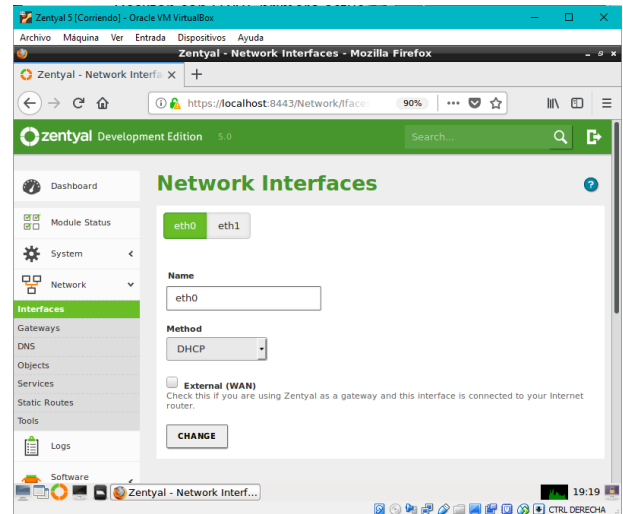 Zentyal 5 [Corriendo] - Oracle VM VirtualBox
Archivo Máquina Ver Entrada Dispositivos Ayuda
Zentyal - Network Interfaces - Mozilla Firefox
Zentyal - Network Interfa
https://localhost:8443/Network/Ifaces
90%
zentyal Development Edition 5.0
Search...
Dashboard
Module Status
System
Network
Interfaces
Gateways
DNS
Objects
Services
Static Routes
Tools
Logs
Software
Network Interfaces
eth0 eth1
Name
eth0
Method
DHCP
External (WAN)
Check this if you are using Zentyal as a gateway and this interface is connected to your Internet
router.
CHANGE
Zentyal - Network Interf...
19:19
CTRL DERECHA